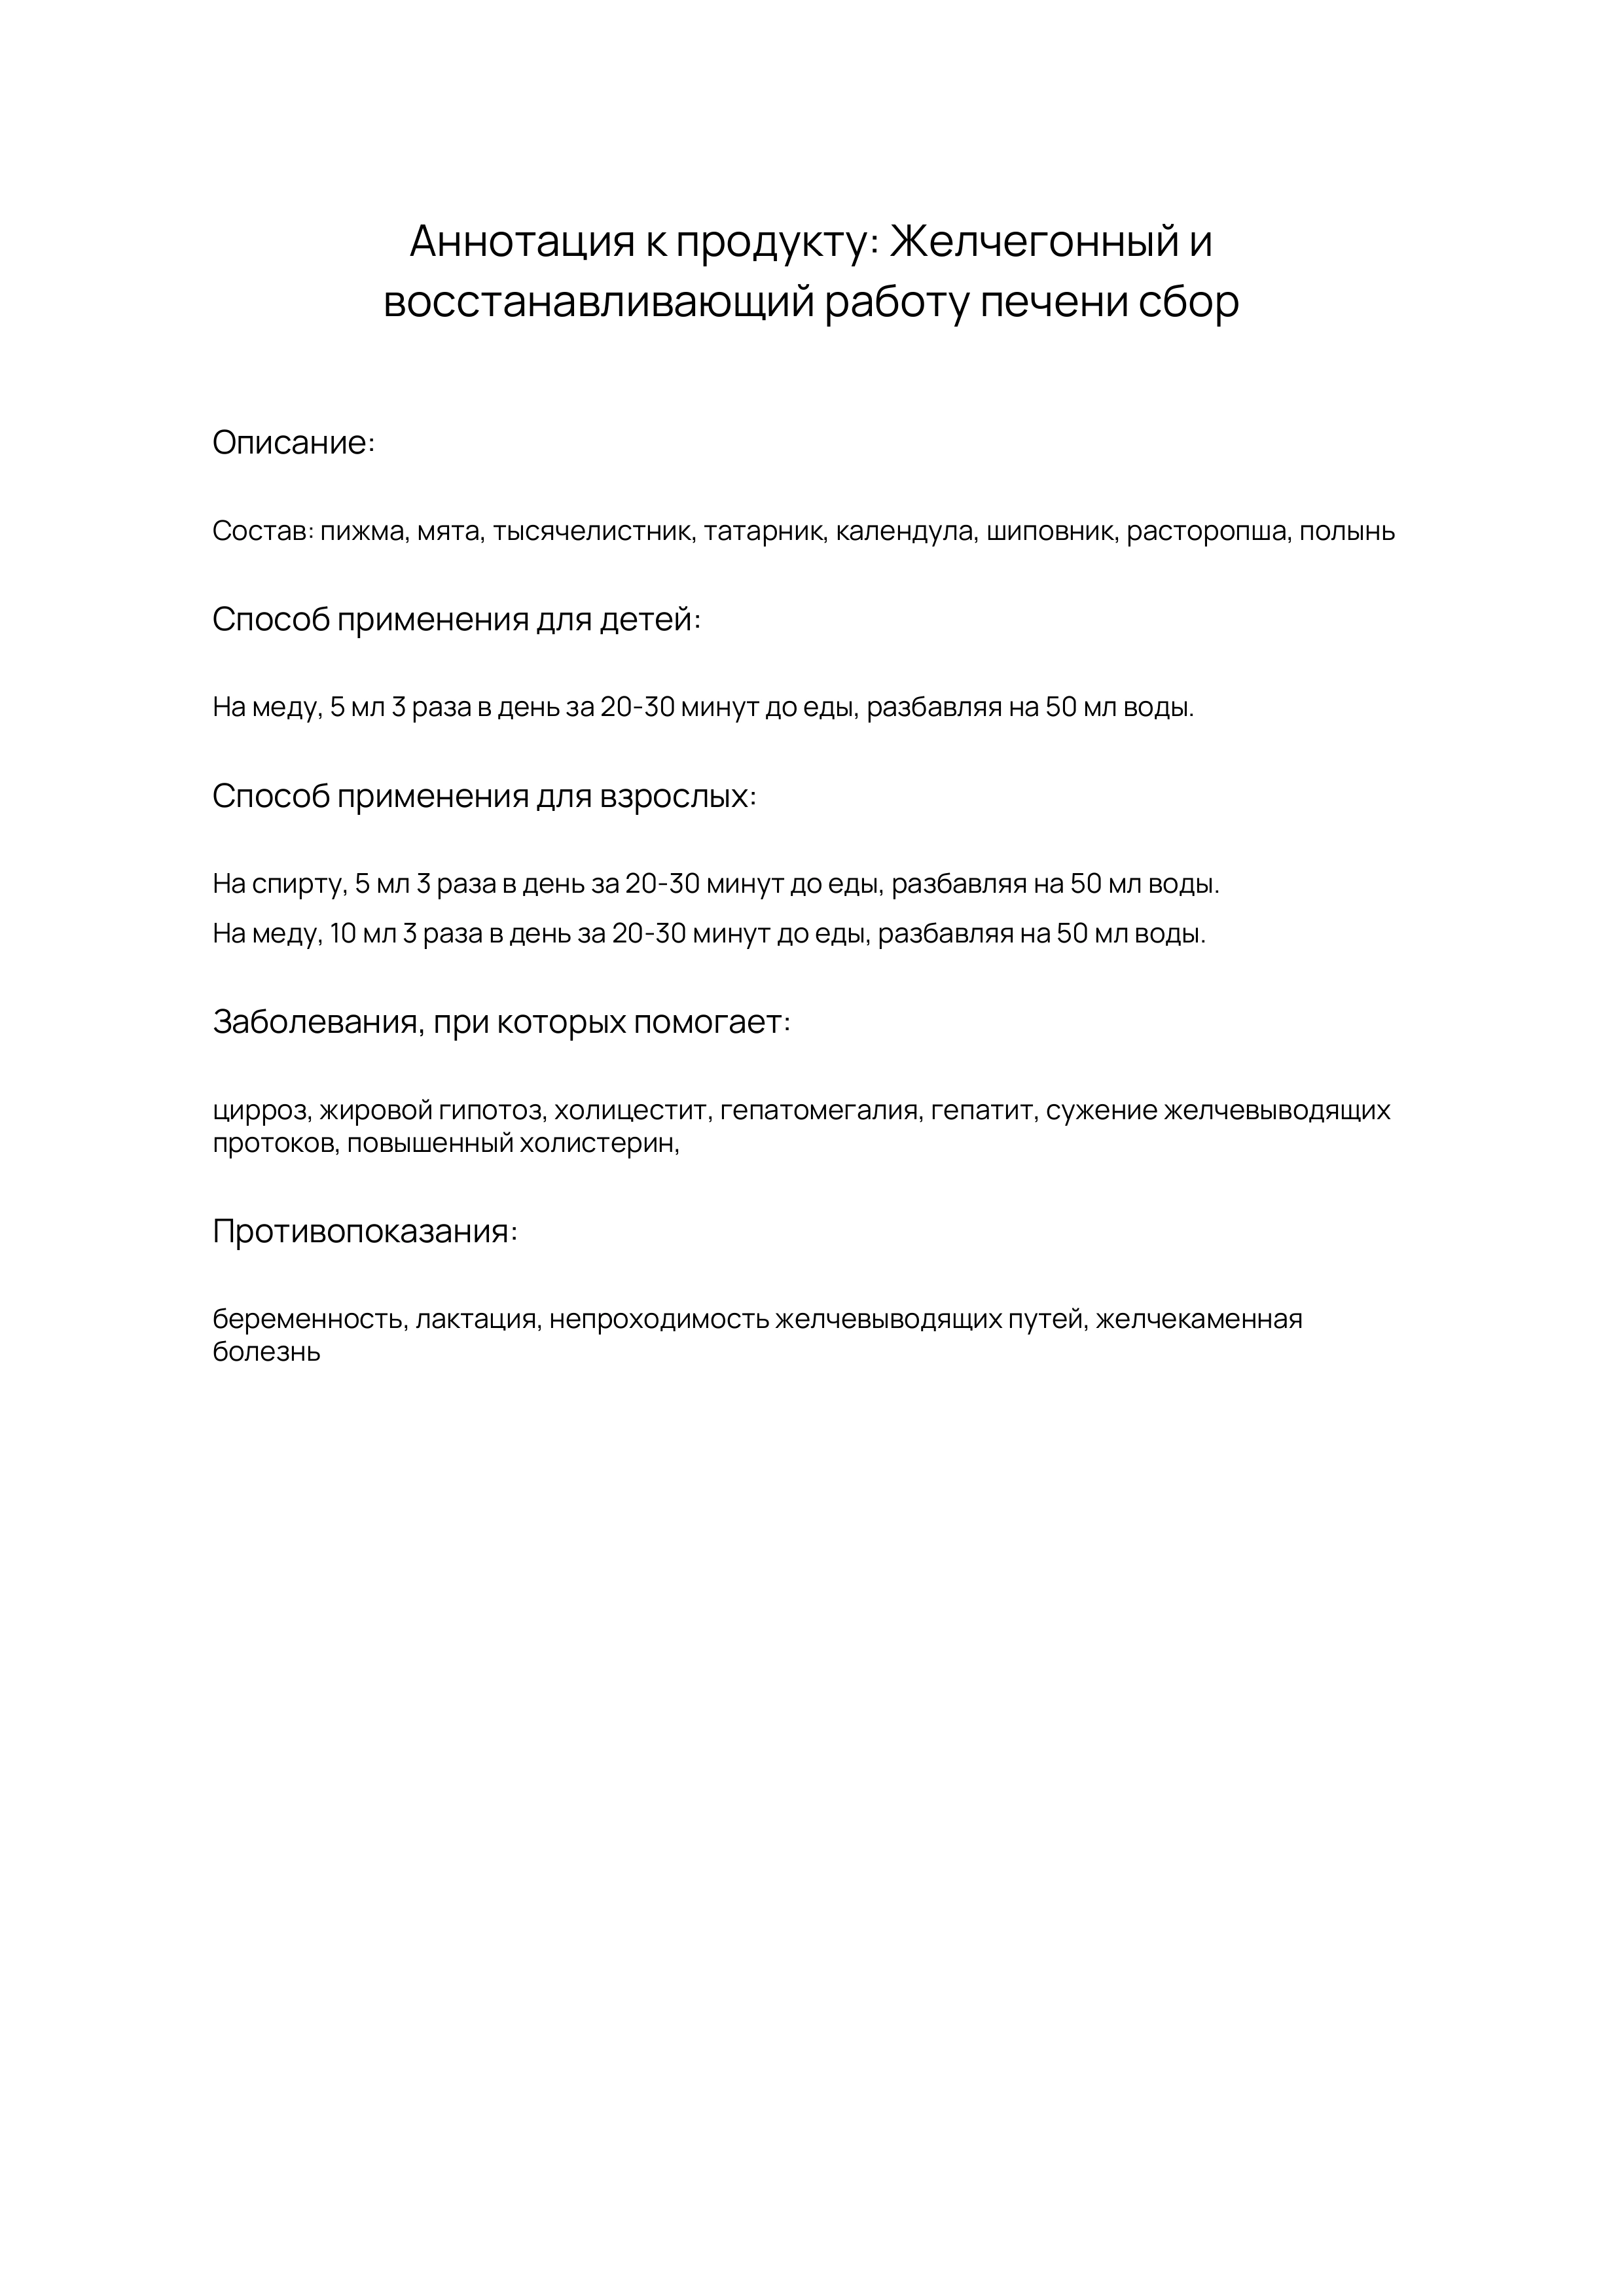 Аннотация к продукту: Желчегонный и
восстанавливающий работу печени сбор
Описание:
Состав: пижма, мята, тысячелистник, татарник, календула, шиповник, расторопша, полынь
Способ применения для детей:
На меду, 5 мл 3 раза в день за 20-30 минут до еды, разбавляя на 50 мл воды.
Способ применения для взрослых:
На спирту, 5 мл 3 раза в день за 20-30 минут до еды, разбавляя на 50 мл воды.
На меду, 10 мл 3 раза в день за 20-30 минут до еды, разбавляя на 50 мл воды.
Заболевания, при которых помогает:
цирроз, жировой гипотоз, холицестит, гепатомегалия, гепатит, сужение желчевыводящих
протоков, повышенный холистерин,
Противопоказания:
беременность, лактация, непроходимость желчевыводящих путей, желчекаменная
болезнь